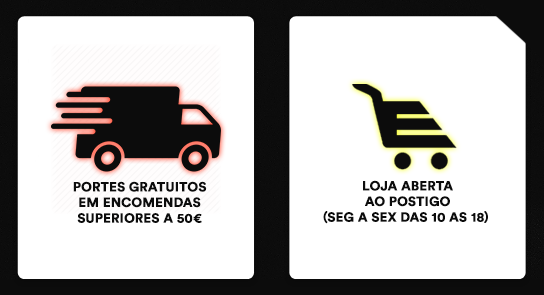 PORTES GRATUITOS
EM ENCOMENDAS
SUPERIORES A 50€
LOJA ABERTA
AO POSTIGO
(SEG A SEX DAS 10 AS 18)